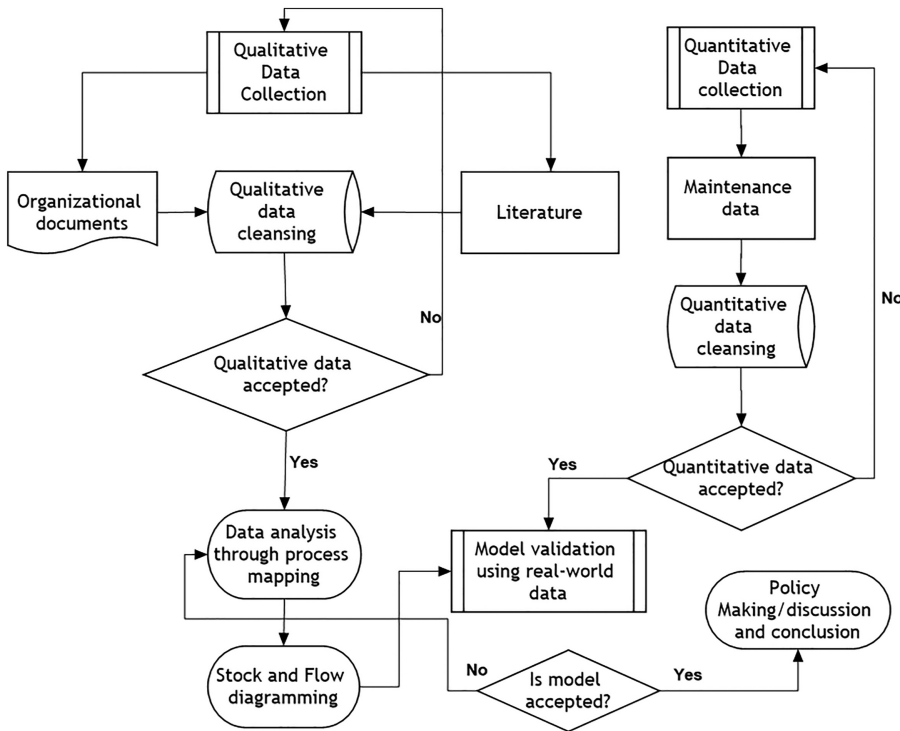 Qualitative
Data
Collection
Quantitative
Data
collection
Organizational
documents
Qualitative
data
cleansing
Literature
Maintenance
data
Quantitative
data
cleansing
No
No
Qualitative data
accepted?
Yes
Quantitative data
accepted?
Yes
Data analysis
through process
mapping
Model validation
using real-world
data
Policy
Making/discussion
and conclusion
Stock and Flow
diagramming
No
Is model
accepted?
Yes